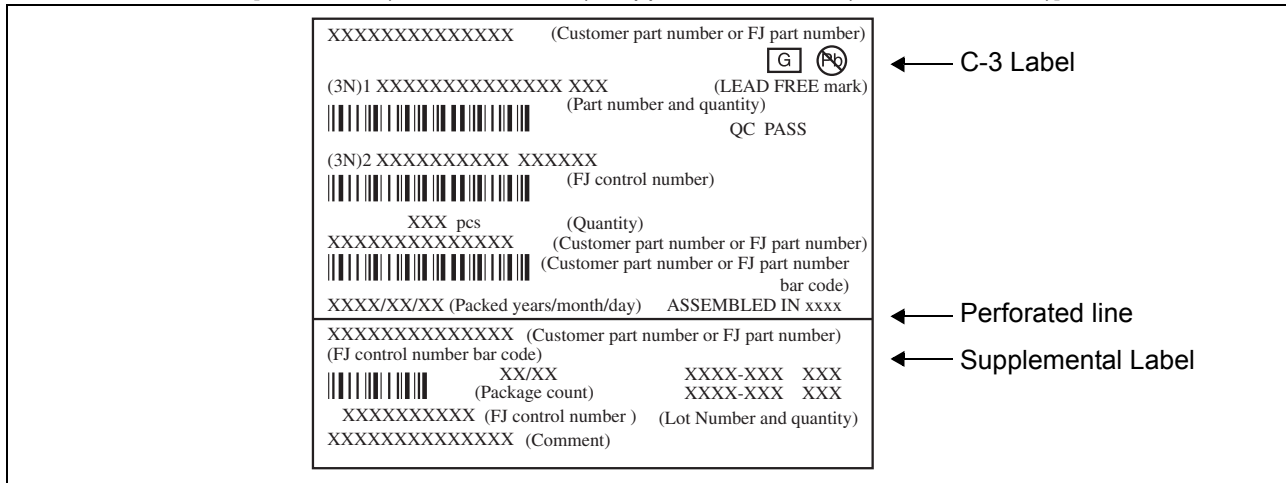 XXXXXXXXXXXXXX (Customer part number or FJ part number)
G Pb
C-3 Label
(3N)1 XXXXXXXXXXXXXX XXX (LEAD FREE mark)
(Part number and quantity)
QC PASS
(3N)2 XXXXXXXXXX XXXXXX
(FJ control number)
XXX pcs (Quantity)
XXXXXXXXXXXXXX (Customer part number or FJ part number)
(Customer part number or FJ part number
bar code)
XXXX/XX/XX (Packed years/month/day) ASSEMBLED IN xxxx
Perforated line
XXXXXXXXXXXXXX (Customer part number or FJ part number)
(FJ control number bar code)
Supplemental Label
XX/XX XXXX-XXX XXX
(Package count) XXXX-XXX XXX
XXXXXXXXXX (FJ control number ) (Lot Number and quantity)
XXXXXXXXXXXXXX (Comment)